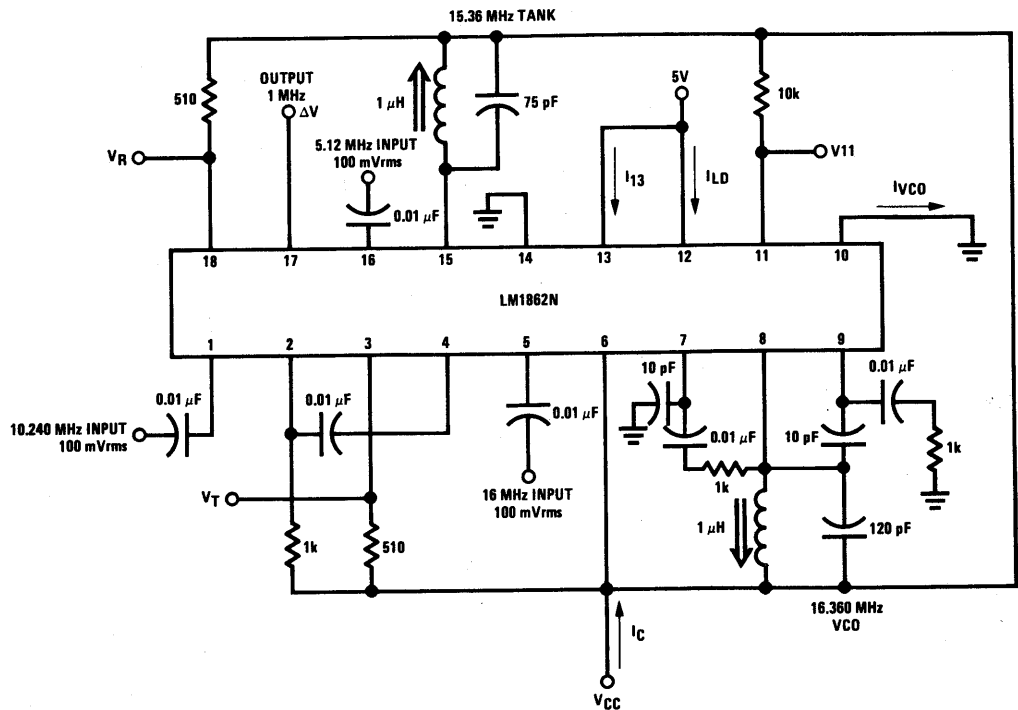 15.36 MHz TANK
OUTPUT
1 MHz
ΔV
510
1 μH
75 pF
5V
10k
5.12 MHz INPUT
100 mVrms
VR
V11
I13
ILD
IVCO
0.01 μF
18 17 16 15 14 13 12 11 10
LM1862N
1 2 3 4 5 6 7 8 9
10 pF
0.01 μF
0.01 μF
0.01 μF
0.01 μF
10.240 MHz INPUT
100 mVrms
0.01 μF
10 pF
1k
16 MHz INPUT
100 mVrms
1k
VT
1k
510
1 μH
120 pF
16.360 MHz
VCO
IC
VCC